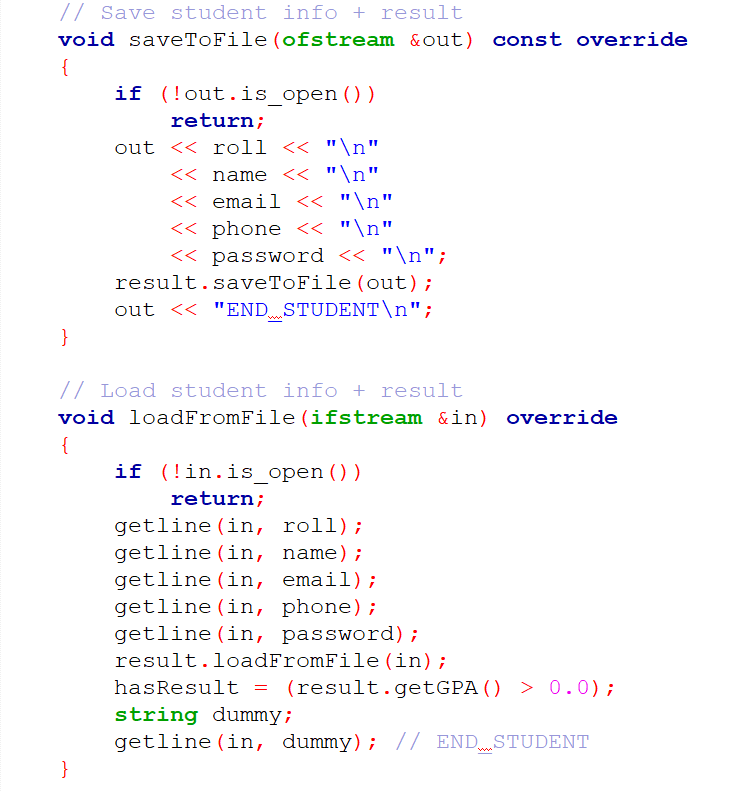 // Save student info + result
void saveToFile(ofstream &out) const override
{
    if (!out.is_open())
        return;
    out << roll << "\n"
        << name << "\n"
        << email << "\n"
        << phone << "\n"
        << password << "\n";
    result.saveToFile(out);
    out << "END_STUDENT\n";
}

// Load student info + result
void loadFromFile(ifstream &in) override
{
    if (!in.is_open())
        return;
    getline(in, roll);
    getline(in, name);
    getline(in, email);
    getline(in, phone);
    getline(in, password);
    result.loadFromFile(in);
    hasResult = (result.getGPA() > 0.0);
    string dummy;
    getline(in, dummy); // END_STUDENT
}